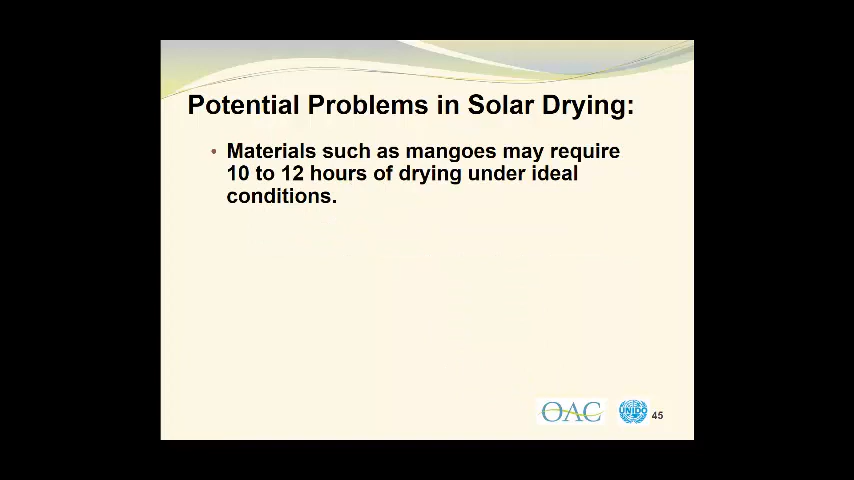 Potential Problems in Solar Drying:
• Materials such as mangoes may require
10 to 12 hours of drying under ideal
conditions.
OAC UNIDO 45